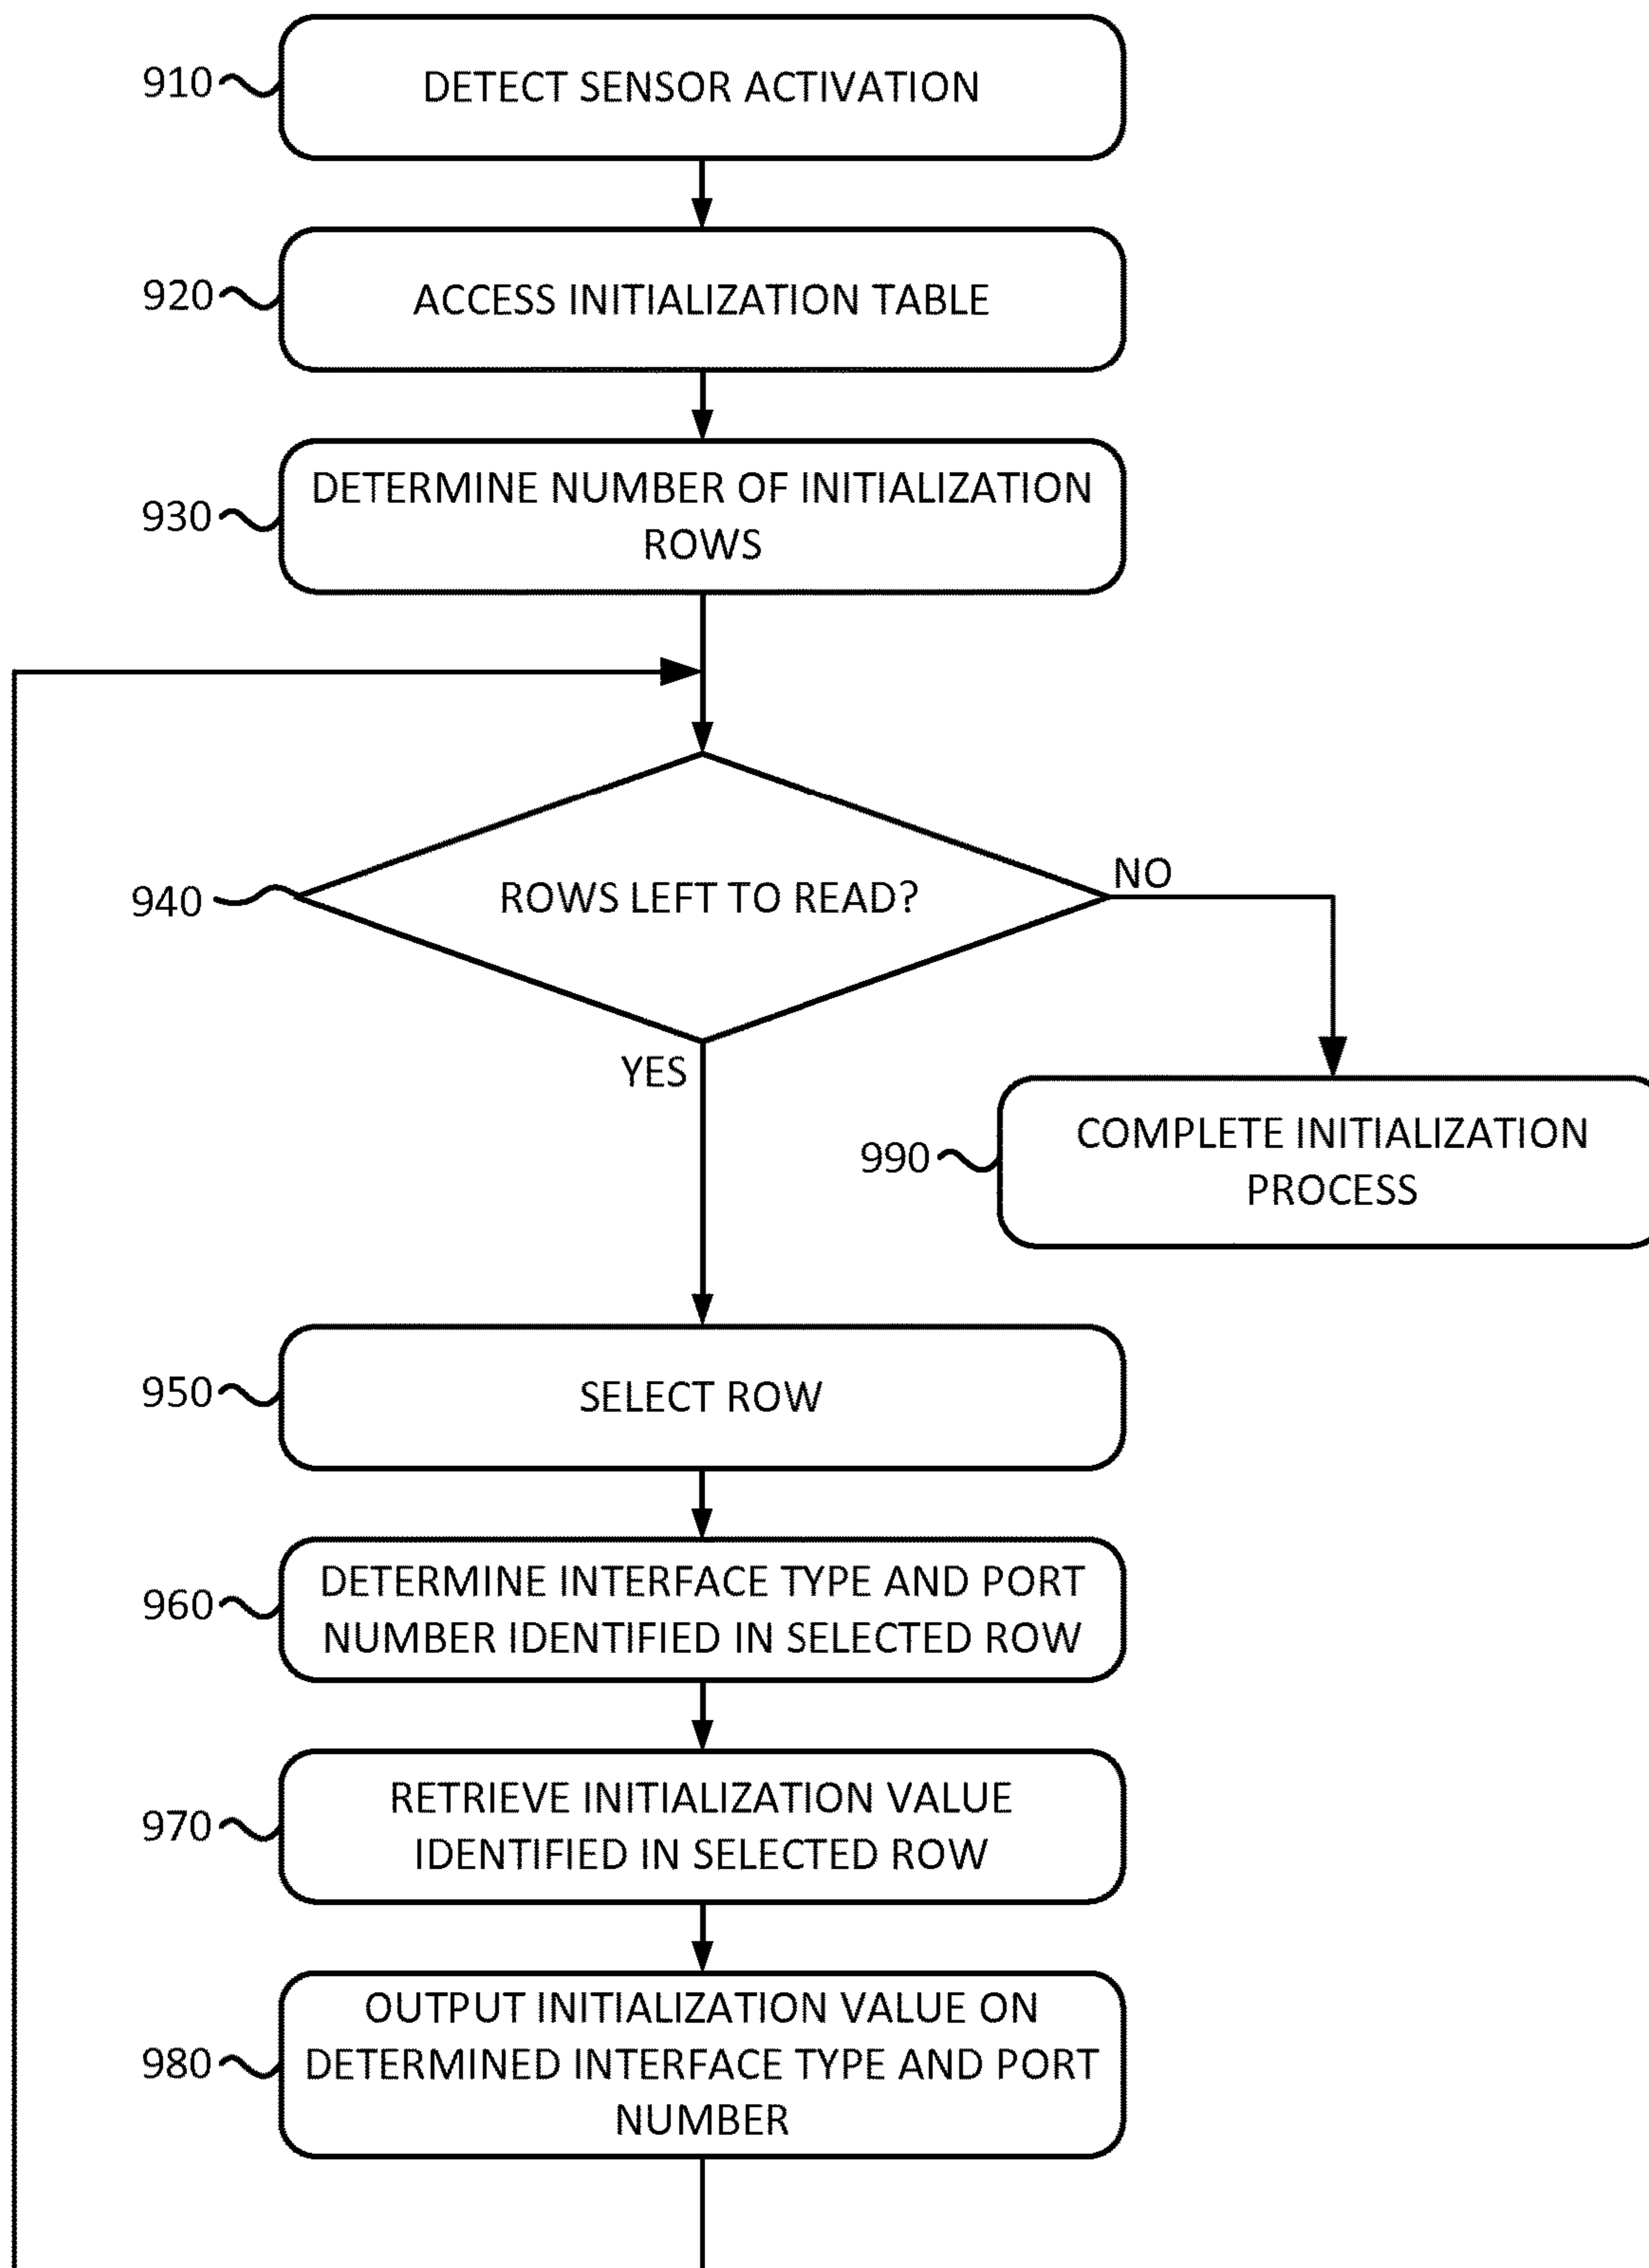 910
DETECT SENSOR ACTIVATION
920
ACCESS INITIALIZATION TABLE
930
DETERMINE NUMBER OF INITIALIZATION
ROWS
940
ROWS LEFT TO READ?
NO
YES
990
COMPLETE INITIALIZATION
PROCESS
950
SELECT ROW
960
DETERMINE INTERFACE TYPE AND PORT
NUMBER IDENTIFIED IN SELECTED ROW
970
RETRIEVE INITIALIZATION VALUE
IDENTIFIED IN SELECTED ROW
980
OUTPUT INITIALIZATION VALUE ON
DETERMINED INTERFACE TYPE AND PORT
NUMBER